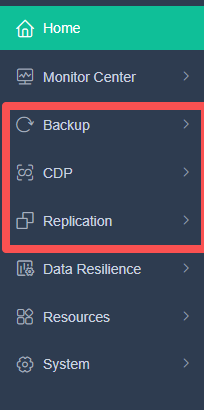 Home
Monitor Center
Backup
CDP
Replication
Data Resilience
Resources
System